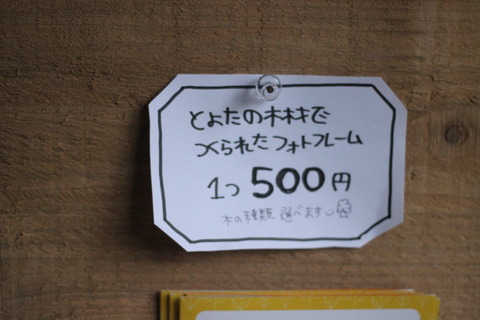 とよたの木材で
つくられたフォトフレーム
1つ 500円
木の種類 選べます